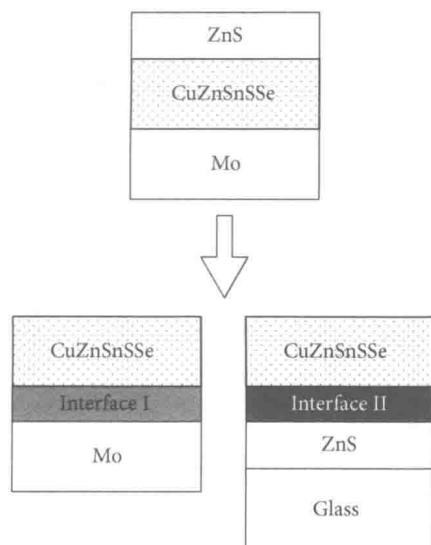 ZnS
CuZnSnSSe
Mo
CuZnSnSSe
Interface I
Mo
CuZnSnSSe
Interface II
ZnS
Glass